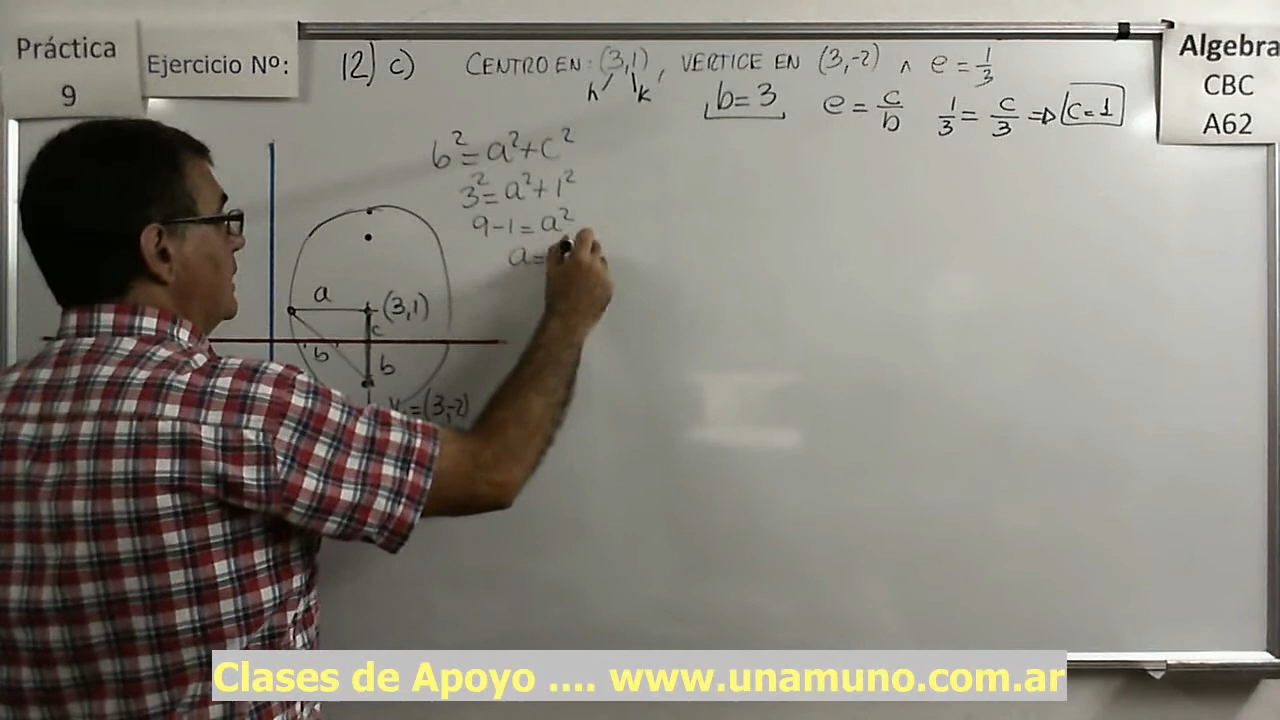 Práctica
9
Ejercicio Nº:
12) c) CENTRO EN: (3,1), VERTICE EN (3,-2) ∧ e = 1/3
h k
b = 3 e = c/b 1/3 = c/3 ⇒ c = 1
Algebra
CBC
A62
b² = a² + c²
3² = a² + 1²
9 - 1 = a²
a =
a (3,1)
c
b b
= (3,-2)
Clases de Apoyo .... www.unamuno.com.ar